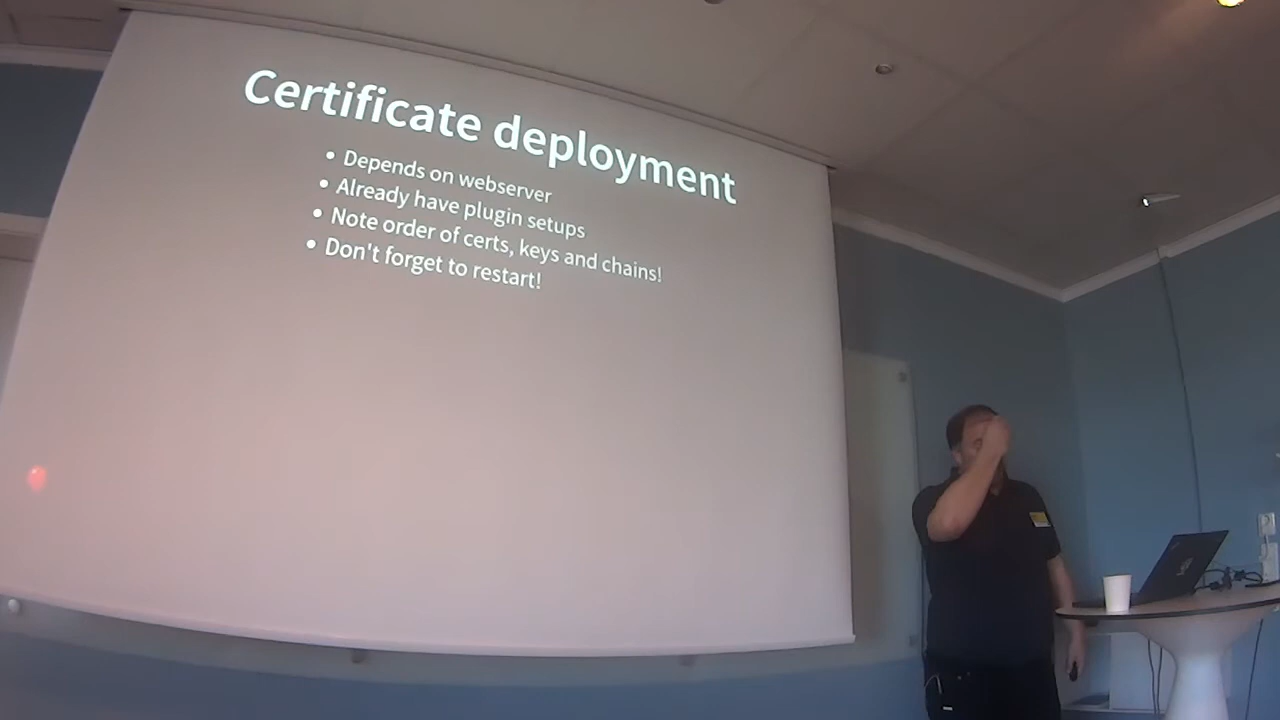 Certificate deployment
• Depends on webserver
• Already have plugin setups
• Note order of certs, keys and chains!
• Don't forget to restart!